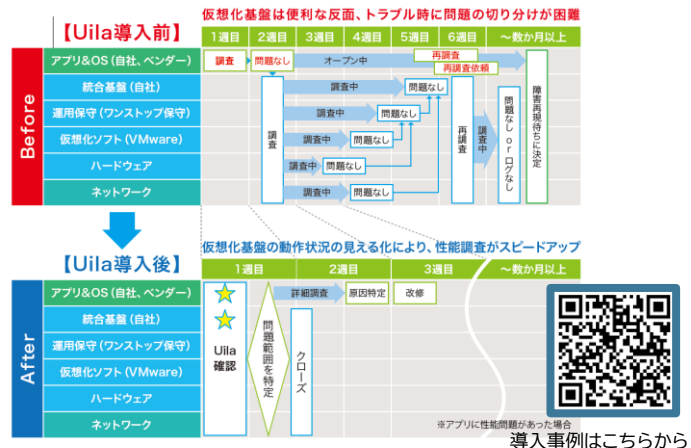 仮想化基盤は便利な反面、トラブル時に問題の切り分けが困難
【Uila導入前】
1週目 2週目 3週目 4週目 5週目 6週目 〜数か月以上
Before
アプリ&OS(自社、ベンダー) 調査 問題なし オープン中 再調査
再調査依頼
統合基盤(自社) 調査中 問題なし
運用保守(ワンストップ保守) 調査中 問題なし
仮想化ソフト(VMware) 調査中 問題なし
ハードウェア 調査中 問題なし
ネットワーク 調査中 問題なし
調査
再調査
調査中
問題なし or ログなし
障害再現待ちに決定
仮想化基盤の動作状況の見える化により、性能調査がスピードアップ
【Uila導入後】
1週目 2週目 3週目 〜数か月以上
After
アプリ&OS(自社、ベンダー) 詳細調査 原因特定 改修
統合基盤(自社)
運用保守(ワンストップ保守)
仮想化ソフト(VMware)
ハードウェア
ネットワーク
Uila
確認
問題範囲を特定
クローズ
※アプリに性能問題があった場合
導入事例はこちらから